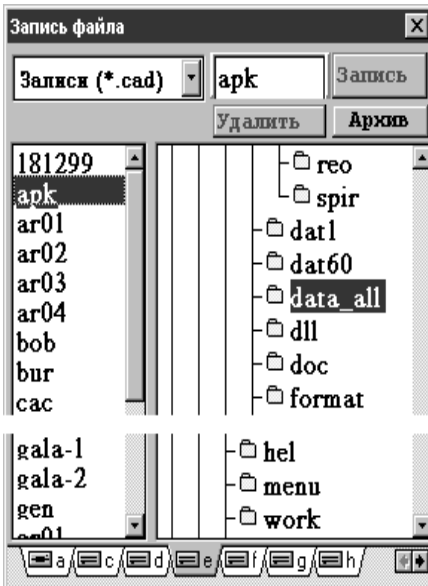 Запись файла
Записи (*.cad)
apk
Запись
Удалить
Архив
181299
apk
ar01
ar02
ar03
ar04
bob
bur
cac
gala-1
gala-2
gen
reo
spir
dat1
dat60
data_all
dll
doc
format
hel
menu
work
a
c
d
e
f
g
h